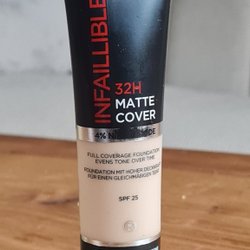 INFAILLIBLE
32H
MATTE
COVER
4%
FULL COVERAGE FOUNDATION
EVENS TONE OVER TIME
FOUNDATION MIT HOHER DECKKRAFT
FÜR EINEN GLEICHMÄßIGEN TEINT
SPF 25